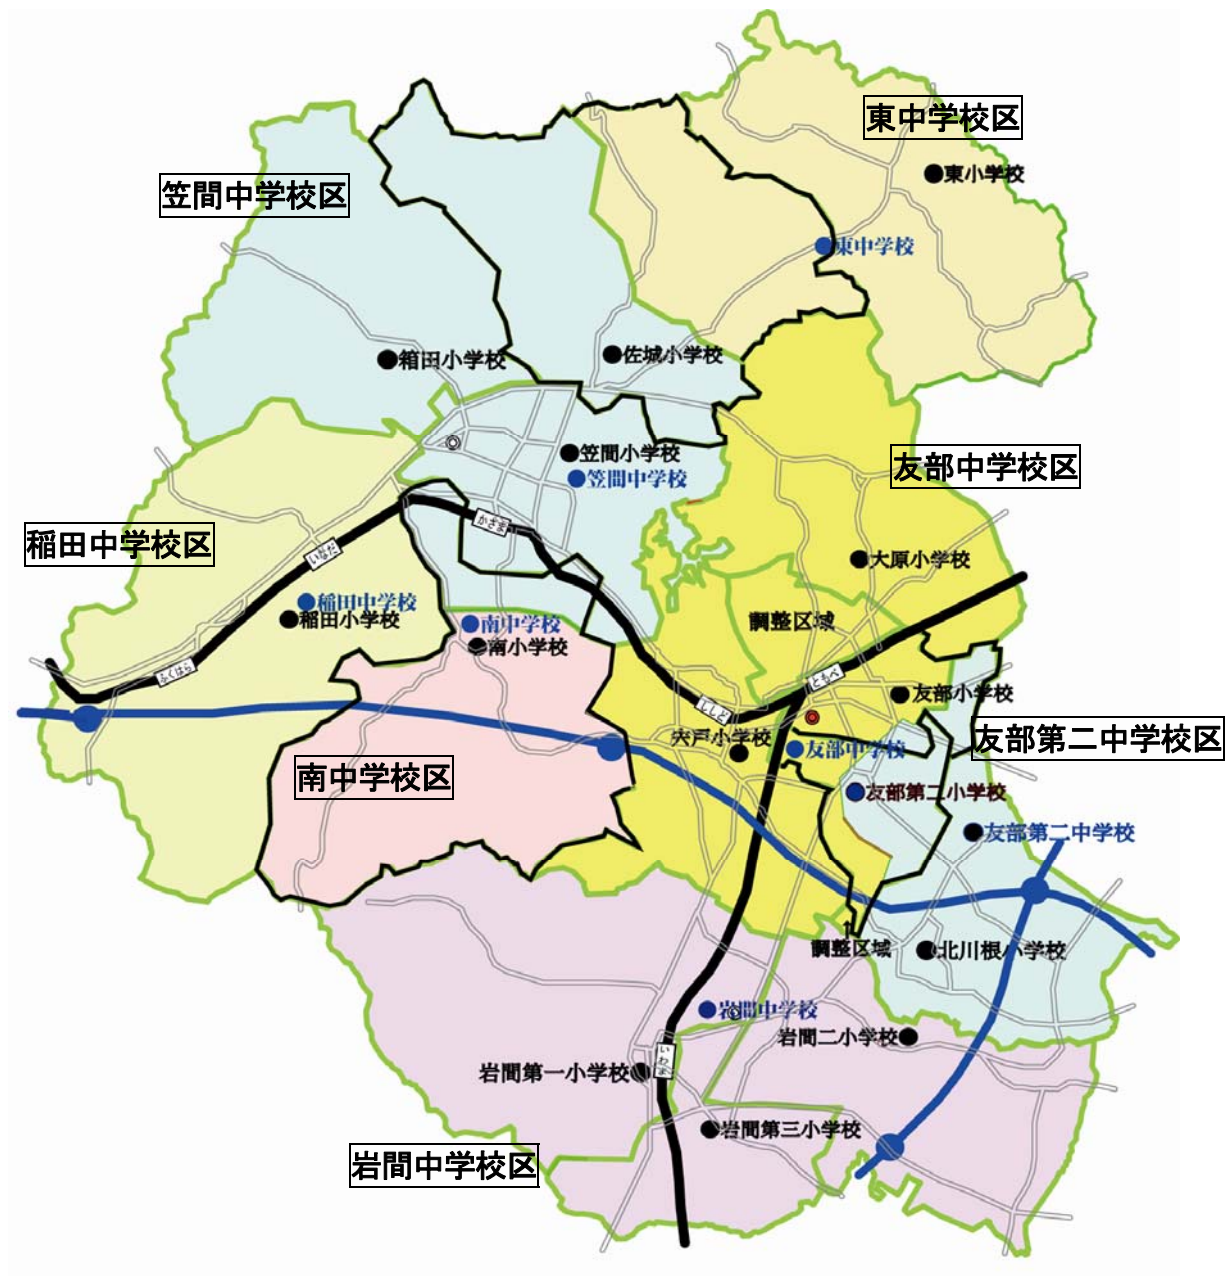 東中学校区
東小学校
笠間中学校区
東中学校
箱田小学校
佐城小学校
笠間小学校
笠間中学校
友部中学校区
かさま
稲田中学校区
いなだ
大原小学校
稲田中学校
稲田小学校
南中学校
南小学校
調整区域
ふくはら
ともべ
友部小学校
ししど
宍戸小学校
友部中学校
友部第二中学校区
南中学校区
友部第二小学校
友部第二中学校
調整区域
北川根小学校
岩間中学校
岩間二小学校
いわま
岩間第一小学校
岩間第三小学校
岩間中学校区